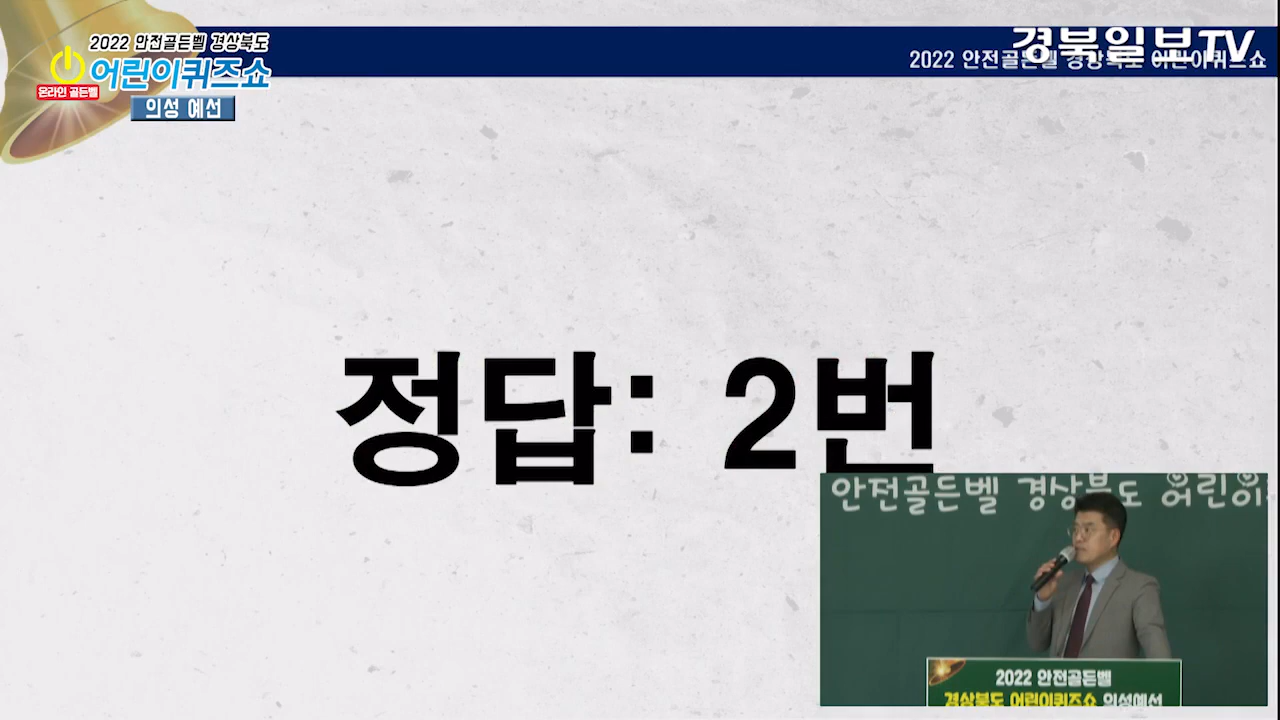 2022 안전골든벨 경상북도
어린이퀴즈쇼
온라인 골든벨
의성 예선
경북일보TV
2022 안전골든벨 경상북도 어린이퀴즈쇼
정답: 2번
안전골든벨 경상북도 어린이
2022 안전골든벨
경상북도 어린이퀴즈쇼 의성예선